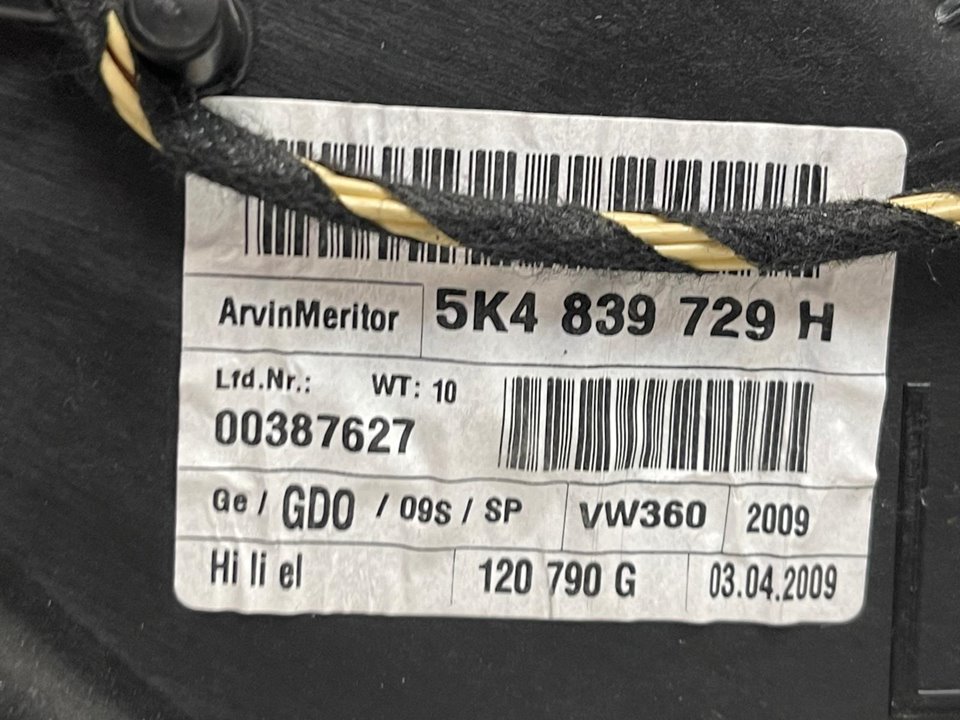 ArvinMeritor 5K4 839 729 H
Lfd.Nr.: WT: 10
00387627
Ge / GDO / 09S / SP VW360 2009
Hi li el 120 790 G 03.04.2009